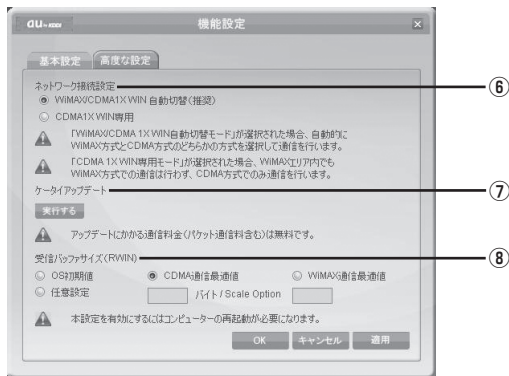 au by KDDI
機能設定
基本設定 高度な設定
ネットワーク接続設定 ⑥
WiMAX/CDMA1X WIN 自動切替(推奨)
CDMA1X WIN専用
「WiMAX/CDMA 1X WIN自動切替モード」が選択された場合、自動的に
WiMAX方式とCDMA方式のどちらかの方式を選択して通信を行います。
「CDMA 1X WIN専用モード」が選択された場合、WiMAXエリア内でも
WiMAX方式での通信は行わず、CDMA方式でのみ通信を行います。
ケータイアップデート ⑦
実行する
アップデートにかかる通信料金(パケット通信料含む)は無料です。
受信バッファサイズ(RWIN) ⑧
OS初期値 CDMA通信最適値 WiMAX通信最適値
任意設定 バイト / Scale Option
本設定を有効にするにはコンピューターの再起動が必要になります。
OK キャンセル 適用